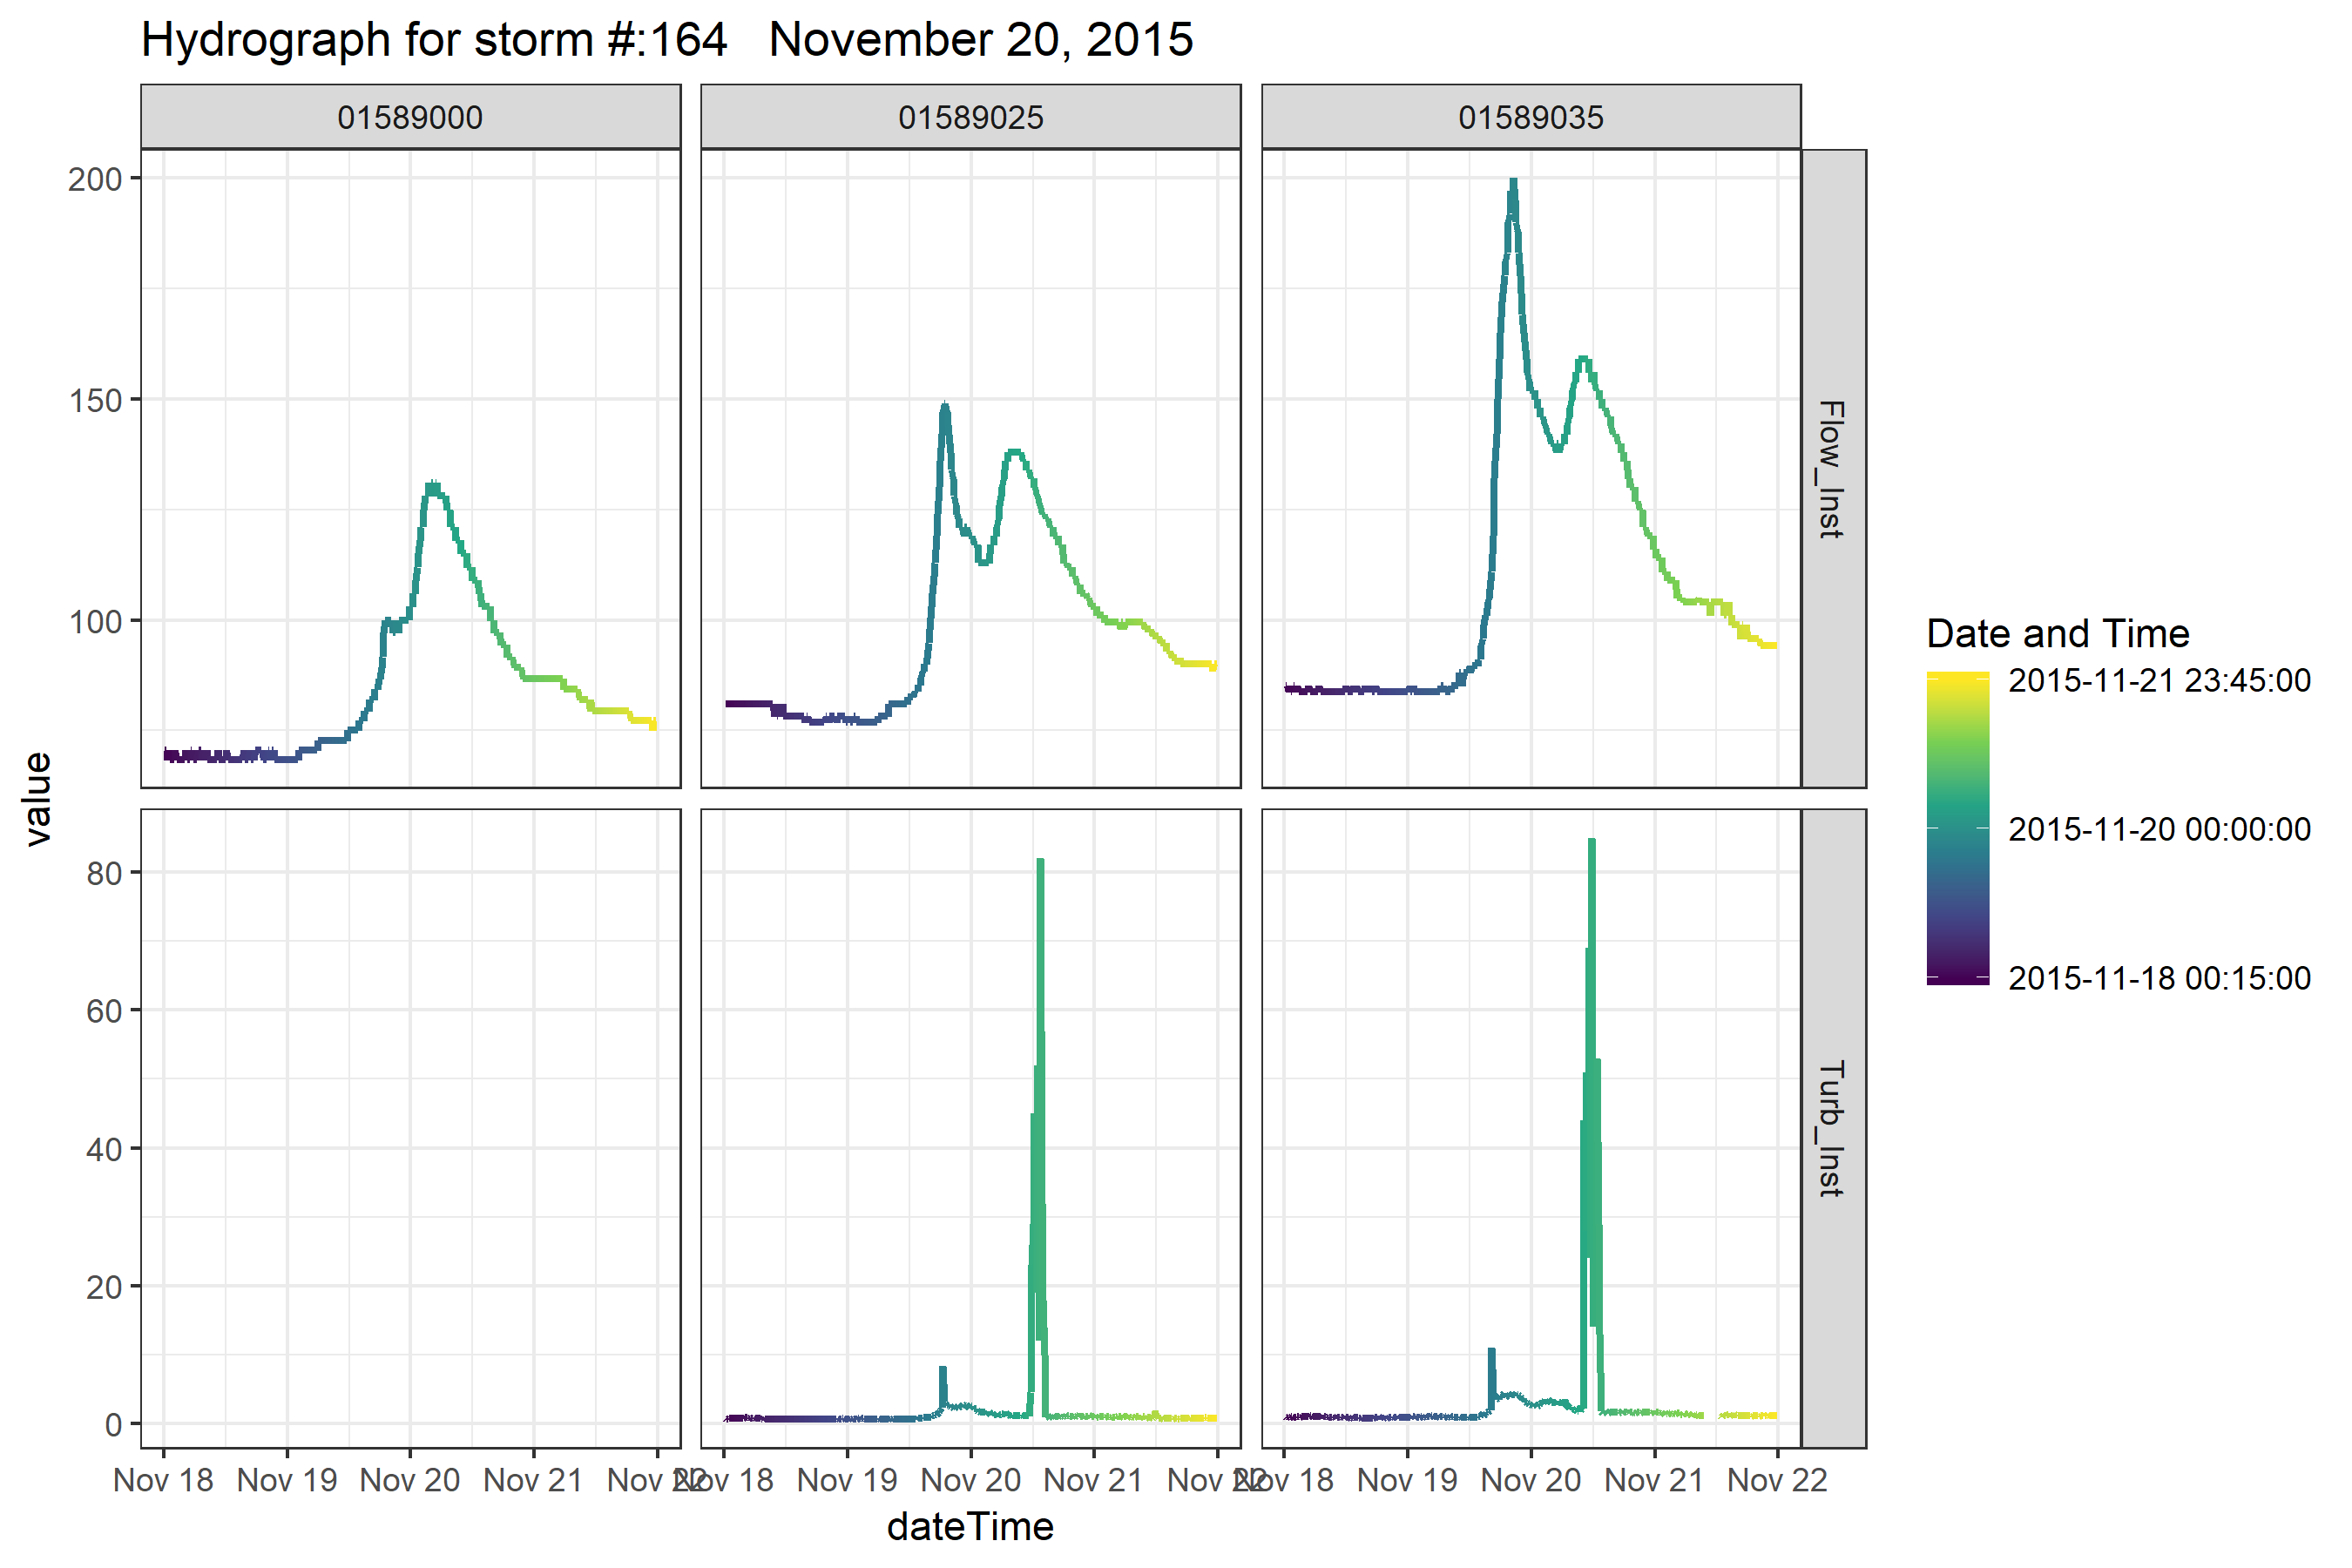 Hydrograph for storm #:164   November 20, 2015
01589000 01589025 01589035
200
150
100
Flow_Inst
value
80
60
40
20
0
Turb_Inst
Nov 18 Nov 19 Nov 20 Nov 21 Nov 22 Nov 18 Nov 19 Nov 20 Nov 21 Nov 22 Nov 18 Nov 19 Nov 20 Nov 21 Nov 22
dateTime
Date and Time
2015-11-21 23:45:00
2015-11-20 00:00:00
2015-11-18 00:15:00